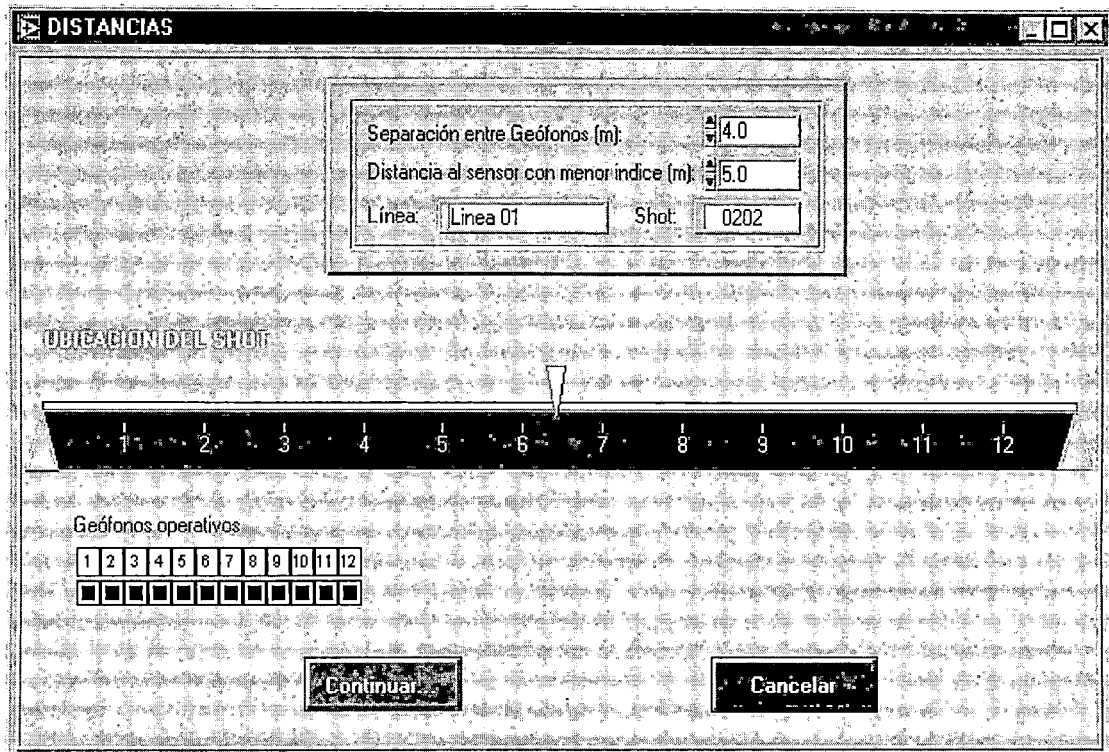 DISTANCIAS
Separación entre Geófonos (m): 4.0
Distancia al sensor con menor índice (m): 5.0
Línea: Linea 01 Shot: 0202
UBICACION DEL SHOT
1 2 3 4 5 6 7 8 9 10 11 12
Geófonos operativos
1 2 3 4 5 6 7 8 9 10 11 12
Continuar... Cancelar